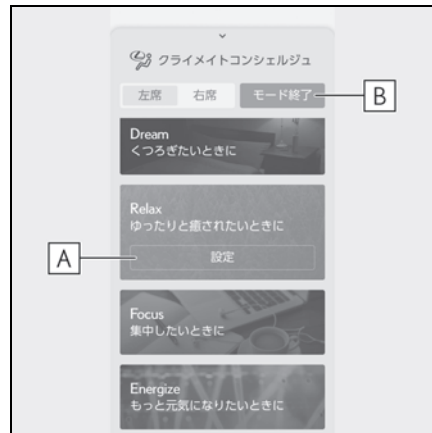 クライメイトコンシェルジュ
左席 右席 モード終了
B
Dream
くつろぎたいときに
Relax
ゆったりと癒されたいときに
A
設定
Focus
集中したいときに
Energize
もっと元気になりたいときに